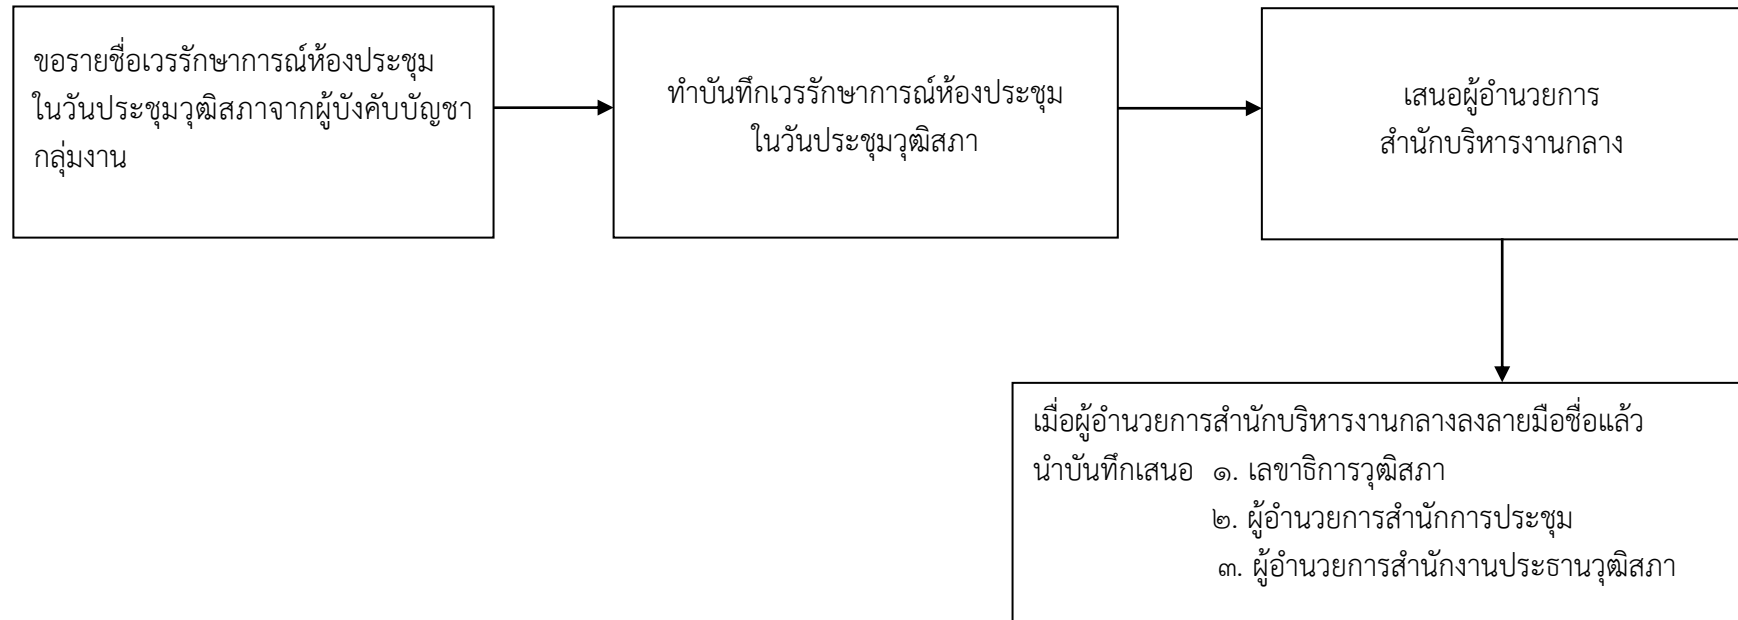 ขอรายชื่อเวรรักษาการณ์ห้องประชุม
ในวันประชุมวุฒิสภาจากผู้บังคับบัญชา
กลุ่มงาน
ทำบันทึกเวรรักษาการณ์ห้องประชุม
ในวันประชุมวุฒิสภา
เสนอผู้อำนวยการ
สำนักบริหารงานกลาง
เมื่อผู้อำนวยการสำนักบริหารงานกลางลงลายมือชื่อแล้ว
นำบันทึกเสนอ ๑. เลขาธิการวุฒิสภา
๒. ผู้อำนวยการสำนักการประชุม
๓. ผู้อำนวยการสำนักงานประธานวุฒิสภา